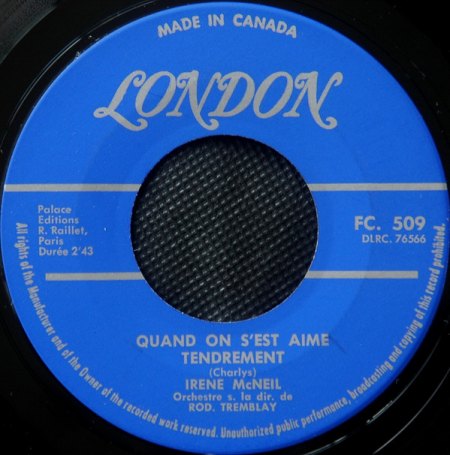 MADE IN CANADA
LONDON
Palace
Editions
R. Raillet,
Paris
Durée 2'43
FC. 509
DLRC. 76566
QUAND ON S'EST AIME
TENDREMENT
(Charlys)
IRENE McNEIL
Orchestre s. la dir. de
ROD. TREMBLAY
All rights of the Manufacturer and of the Owner of the recorded work reserved. Unauthorized public performance, broadcasting and copying of this record prohibited.